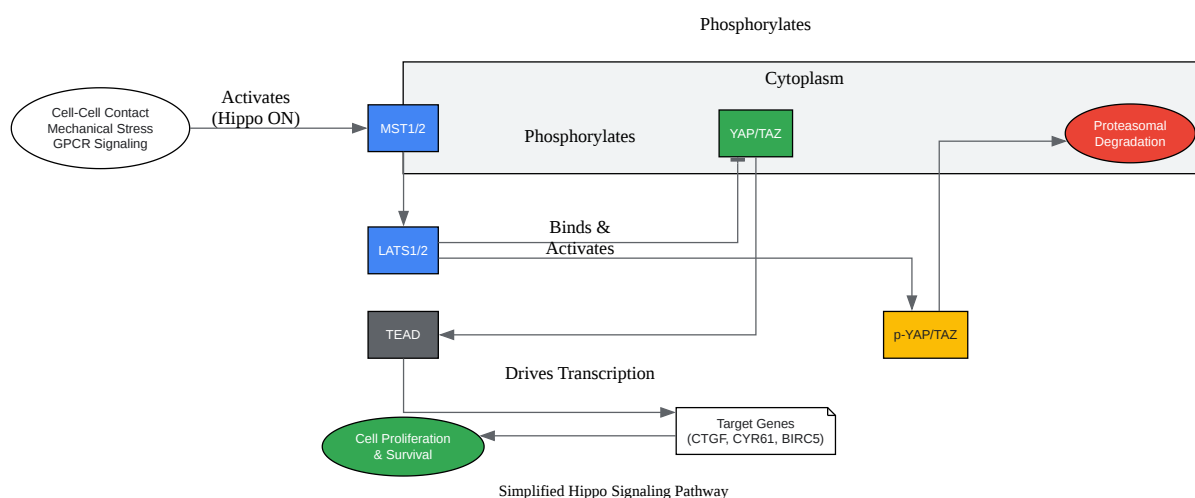 Phosphorylates
Cytoplasm
Cell-Cell Contact
Mechanical Stress
GPCR Signaling
Activates
(Hippo ON)
MST1/2
Phosphorylates
YAP/TAZ
Proteasomal
Degradation
LATS1/2
Binds &
Activates
TEAD
p-YAP/TAZ
Drives Transcription
Target Genes
(CTGF, CYR61, BIRC5)
Cell Proliferation
& Survival
Simplified Hippo Signaling Pathway